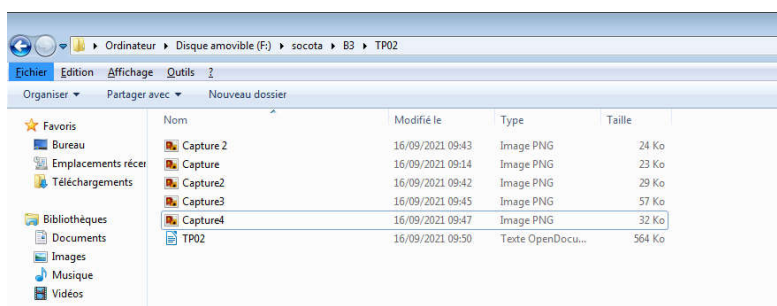 Ordinateur ▸ Disque amovible (F:) ▸ socota ▸ B3 ▸ TP02
Fichier Edition Affichage Outils ?
Organiser Partager avec Nouveau dossier
Favoris
Bureau
Emplacements récer
Téléchargements
Bibliothèques
Documents
Images
Musique
Vidéos
Nom Modifié le Type Taille
Capture 2 16/09/2021 09:43 Image PNG 24 Ko
Capture 16/09/2021 09:14 Image PNG 23 Ko
Capture2 16/09/2021 09:42 Image PNG 29 Ko
Capture3 16/09/2021 09:45 Image PNG 57 Ko
Capture4 16/09/2021 09:47 Image PNG 32 Ko
TP02 16/09/2021 09:50 Texte OpenDocu... 564 Ko